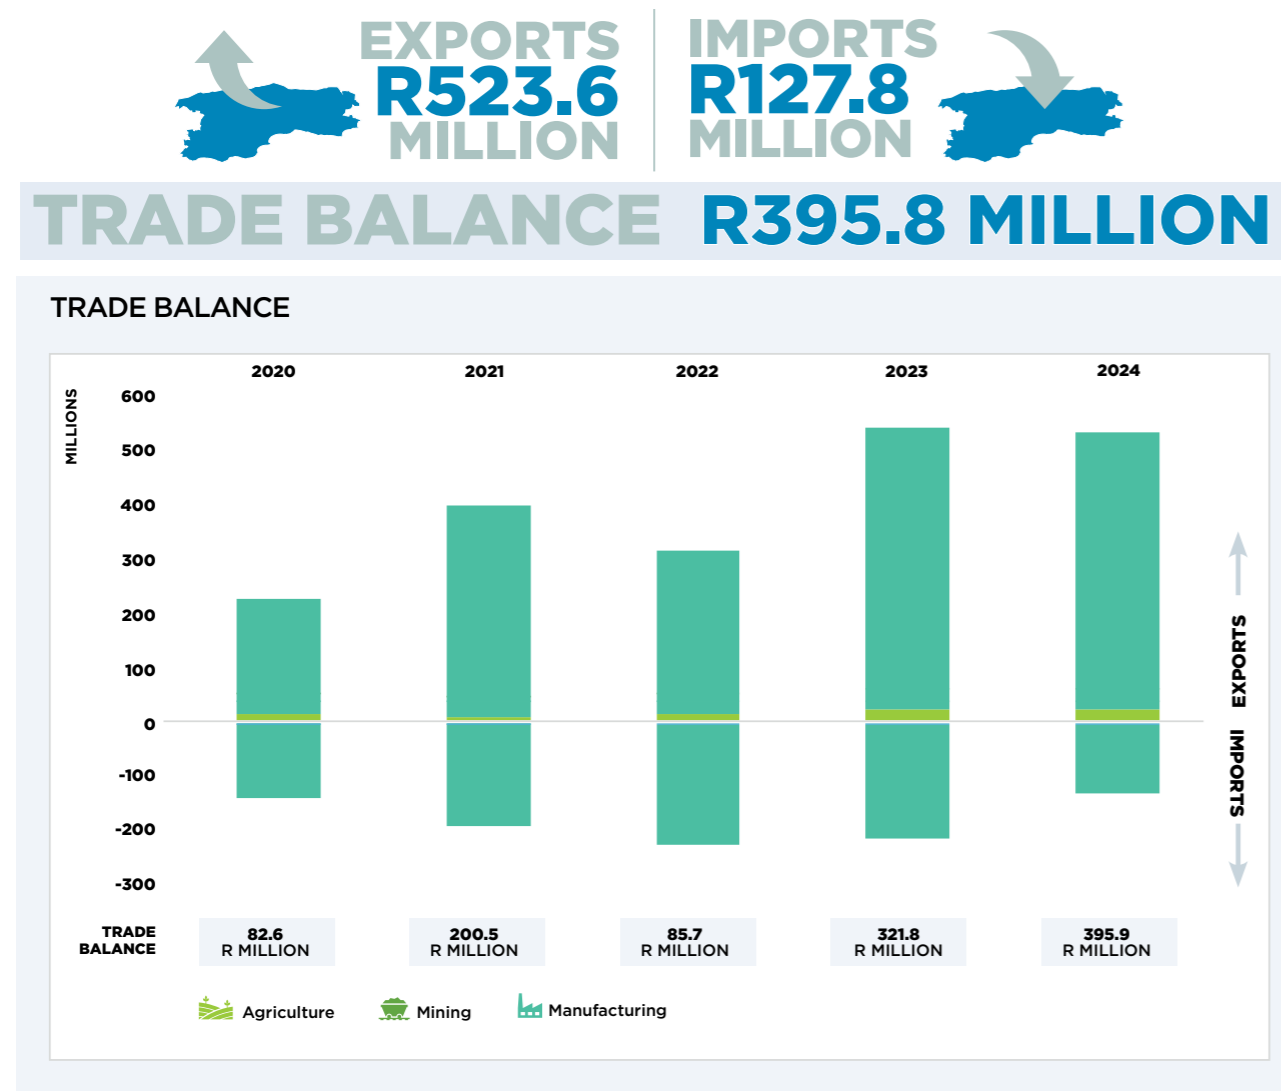 EXPORTS
R523.6
MILLION
IMPORTS
R127.8
MILLION
TRADE BALANCE R395.8 MILLION
TRADE BALANCE
2020 2021 2022 2023 2024
MILLIONS
600
500
400
300
200
100
0
-100
-200
-300
EXPORTS
IMPORTS
TRADE
BALANCE
82.6
R MILLION
200.5
R MILLION
85.7
R MILLION
321.8
R MILLION
395.9
R MILLION
Agriculture
Mining
Manufacturing